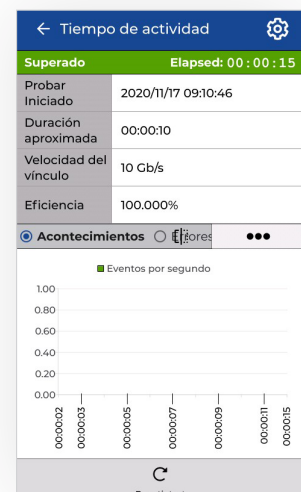 Tiempo de actividad
Superado Elapsed: 00:00:15
Probar Iniciado 2020/11/17 09:10:46
Duración aproximada 00:00:10
Velocidad del vínculo 10 Gb/s
Eficiencia 100.000%
Acontecimientos
Eventos por segundo
1.00
0.80
0.60
0.40
0.20
0.00
00:00:02
00:00:03
00:00:05
00:00:07
00:00:09
00:00:11
00:00:15